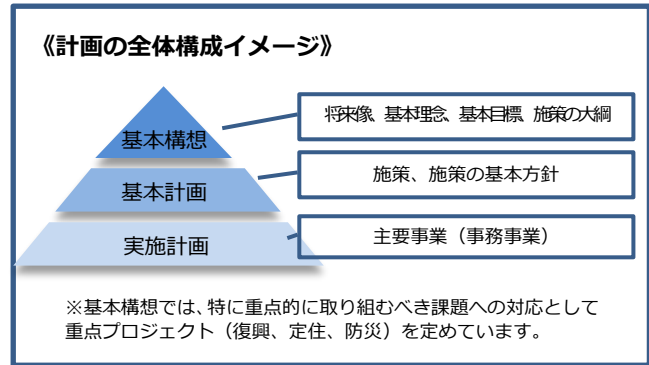 《計画の全体構成イメージ》
基本構想
将来像、基本理念、基本目標、施策の大綱
基本計画
施策、施策の基本方針
実施計画
主要事業（事務事業）
※基本構想では、特に重点的に取り組むべき課題への対応として
重点プロジェクト（復興、定住、防災）を定めています。